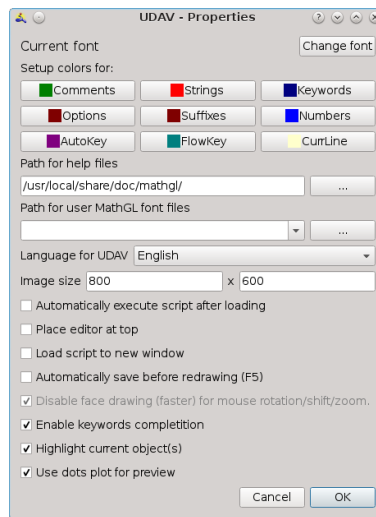 UDAV - Properties
Current font
Change font
Setup colors for:
Comments
Strings
Keywords
Options
Suffixes
Numbers
AutoKey
FlowKey
CurrLine
Path for help files
/usr/local/share/doc/mathgl/
...
Path for user MathGL font files
...
Language for UDAV English
Image size 800 x 600
Automatically execute script after loading
Place editor at top
Load script to new window
Automatically save before redrawing (F5)
Disable face drawing (faster) for mouse rotation/shift/zoom.
Enable keywords completition
Highlight current object(s)
Use dots plot for preview
Cancel
OK